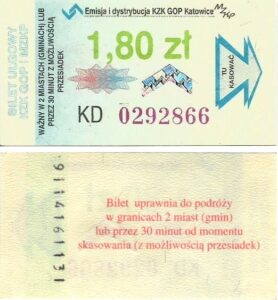 Emisja i dystrybucja KZK GOP Katowice
MZKP
BILET ULGOWY
KZK GOP i MZKP
WAŻNY W 2 MIASTACH (GMINACH) LUB
PRZEZ 30 MINUT Z MOŻLIWOŚCIĄ
PRZESIADEK
1,80 zł
KD 0292866
TU
KASOWAĆ
Bilet uprawnia do podróży
w granicach 2 miast (gmin)
lub przez 30 minut od momentu
skasowania (z możliwością przesiadek)